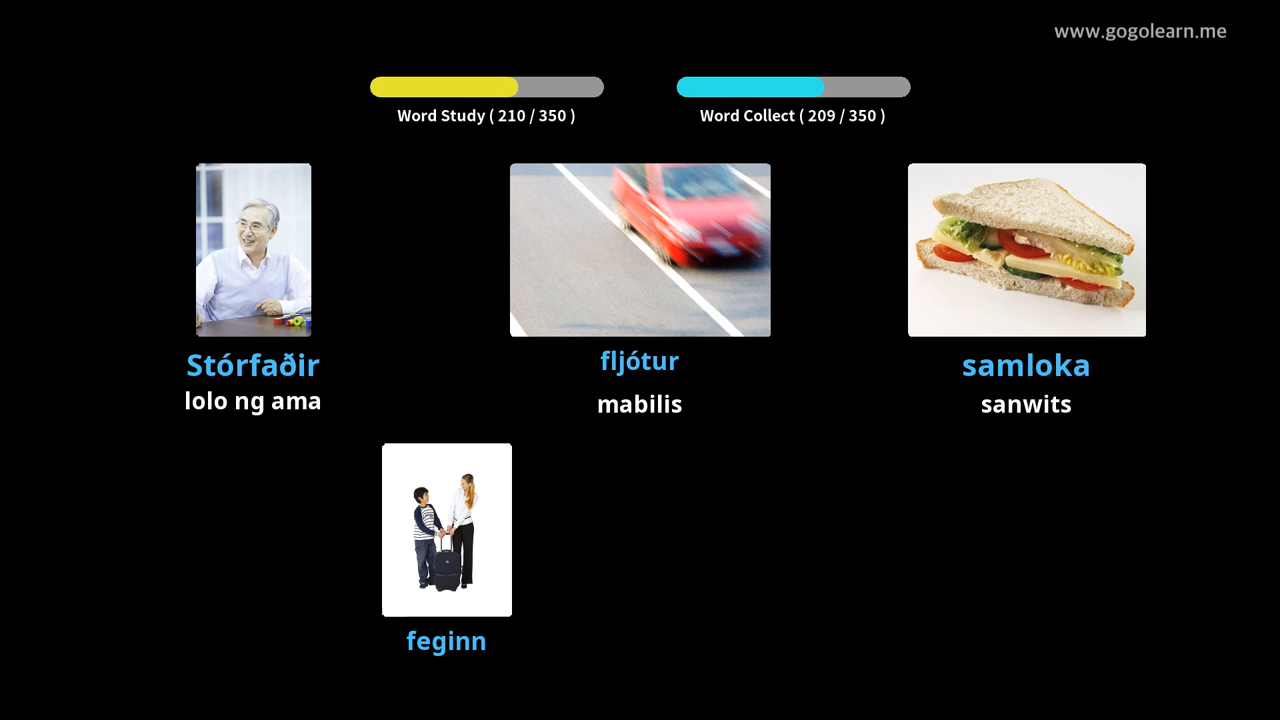 www.gogolearn.me
Word Study ( 210 / 350 )
Word Collect ( 209 / 350 )
Stórfaðir
lolo ng ama
fljótur
mabilis
samloka
sanwits
feginn